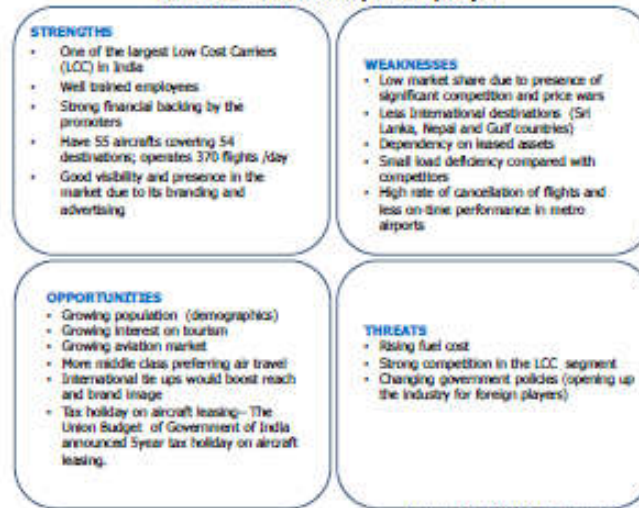 STRENGTHS
• One of the largest Low Cost Carriers
(LCC) in India
• Well trained employees
• Strong financial backing by the
promoters
• Have 55 aircrafts covering 54
destinations; operates 370 flights /day
• Good visibility and presence in the
market due to its branding and
advertising
WEAKNESSES
• Low market share due to presence of
significant competition and price wars
• Less International destinations (Sri
Lanka, Nepal and Gulf countries)
• Dependency on leased assets
• Small load deficiency compared with
competitors
• High rate of cancellation of flights and
less on-time performance in metro
airports
OPPORTUNITIES
• Growing population (demographics)
• Growing interest on tourism
• Growing aviation market
• More middle class preferring air travel
• International tie ups would boost reach
and brand image
• Tax holiday on aircraft leasing-- The
Union Budget of Government of India
announced 5year tax holiday on aircraft
leasing.
THREATS
• Rising fuel cost
• Strong competition in the LCC segment
• Changing government policies (opening up
the industry for foreign players)